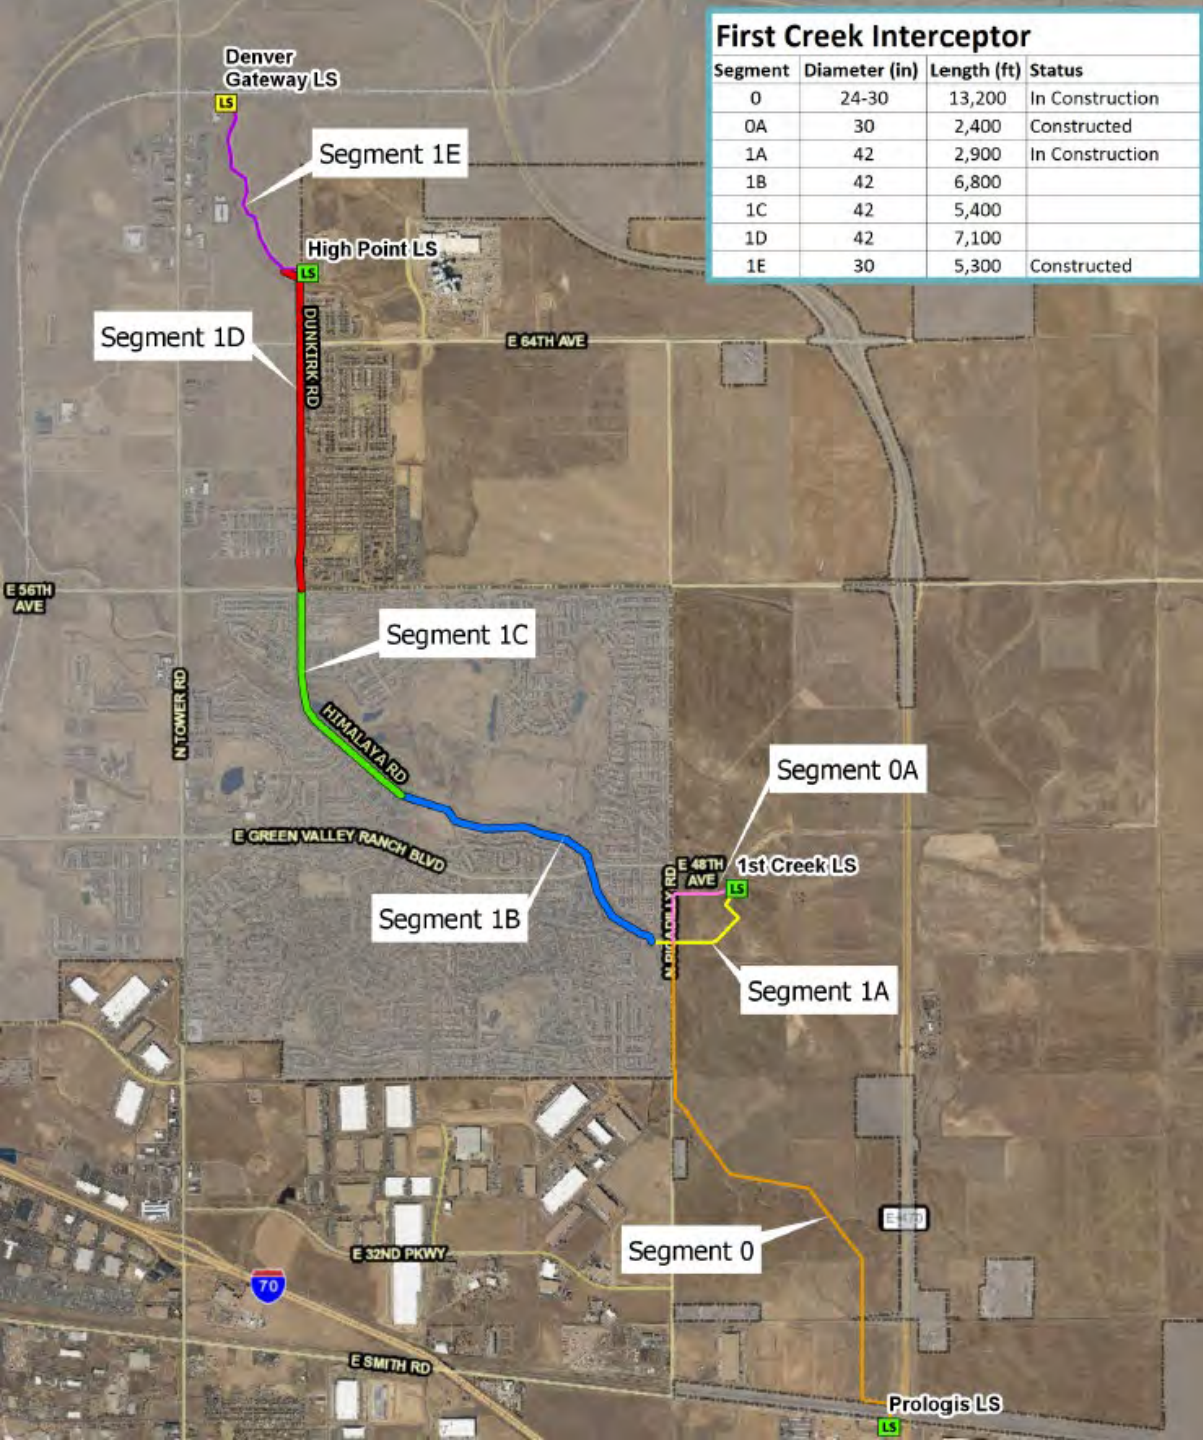 First Creek Interceptor
Segment Diameter (in) Length (ft) Status
0 24-30 13,200 In Construction
0A 30 2,400 Constructed
1A 42 2,900 In Construction
1B 42 6,800
1C 42 5,400
1D 42 7,100
1E 30 5,300 Constructed
Denver
Gateway LS
LS
Segment 1E
High Point LS
LS
Segment 1D
DUNKIRK RD
E 64TH AVE
E 56TH
AVE
Segment 1C
N TOWER RD
HIMALAYA RD
Segment 0A
E GREEN VALLEY RANCH BLVD
E 48TH
AVE
1st Creek LS
LS
N PICADILLY RD
Segment 1B
Segment 1A
E-470
Segment 0
E 32ND PKWY
70
E SMITH RD
Prologis LS
LS